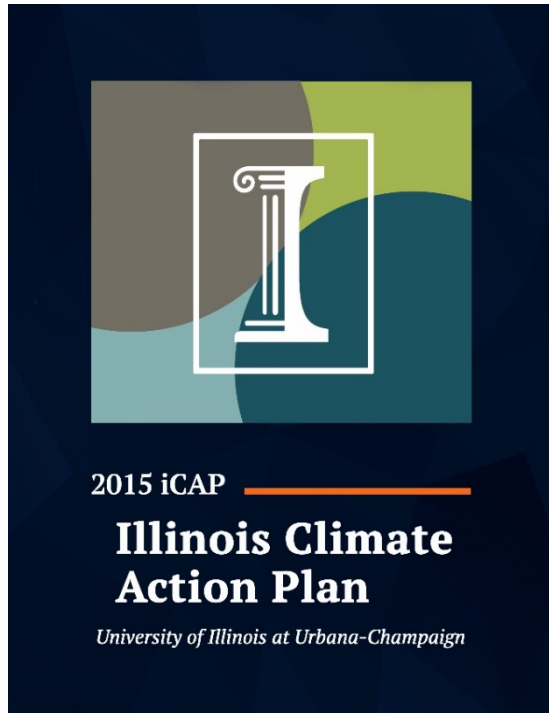 2015 iCAP
Illinois Climate
Action Plan
University of Illinois at Urbana-Champaign